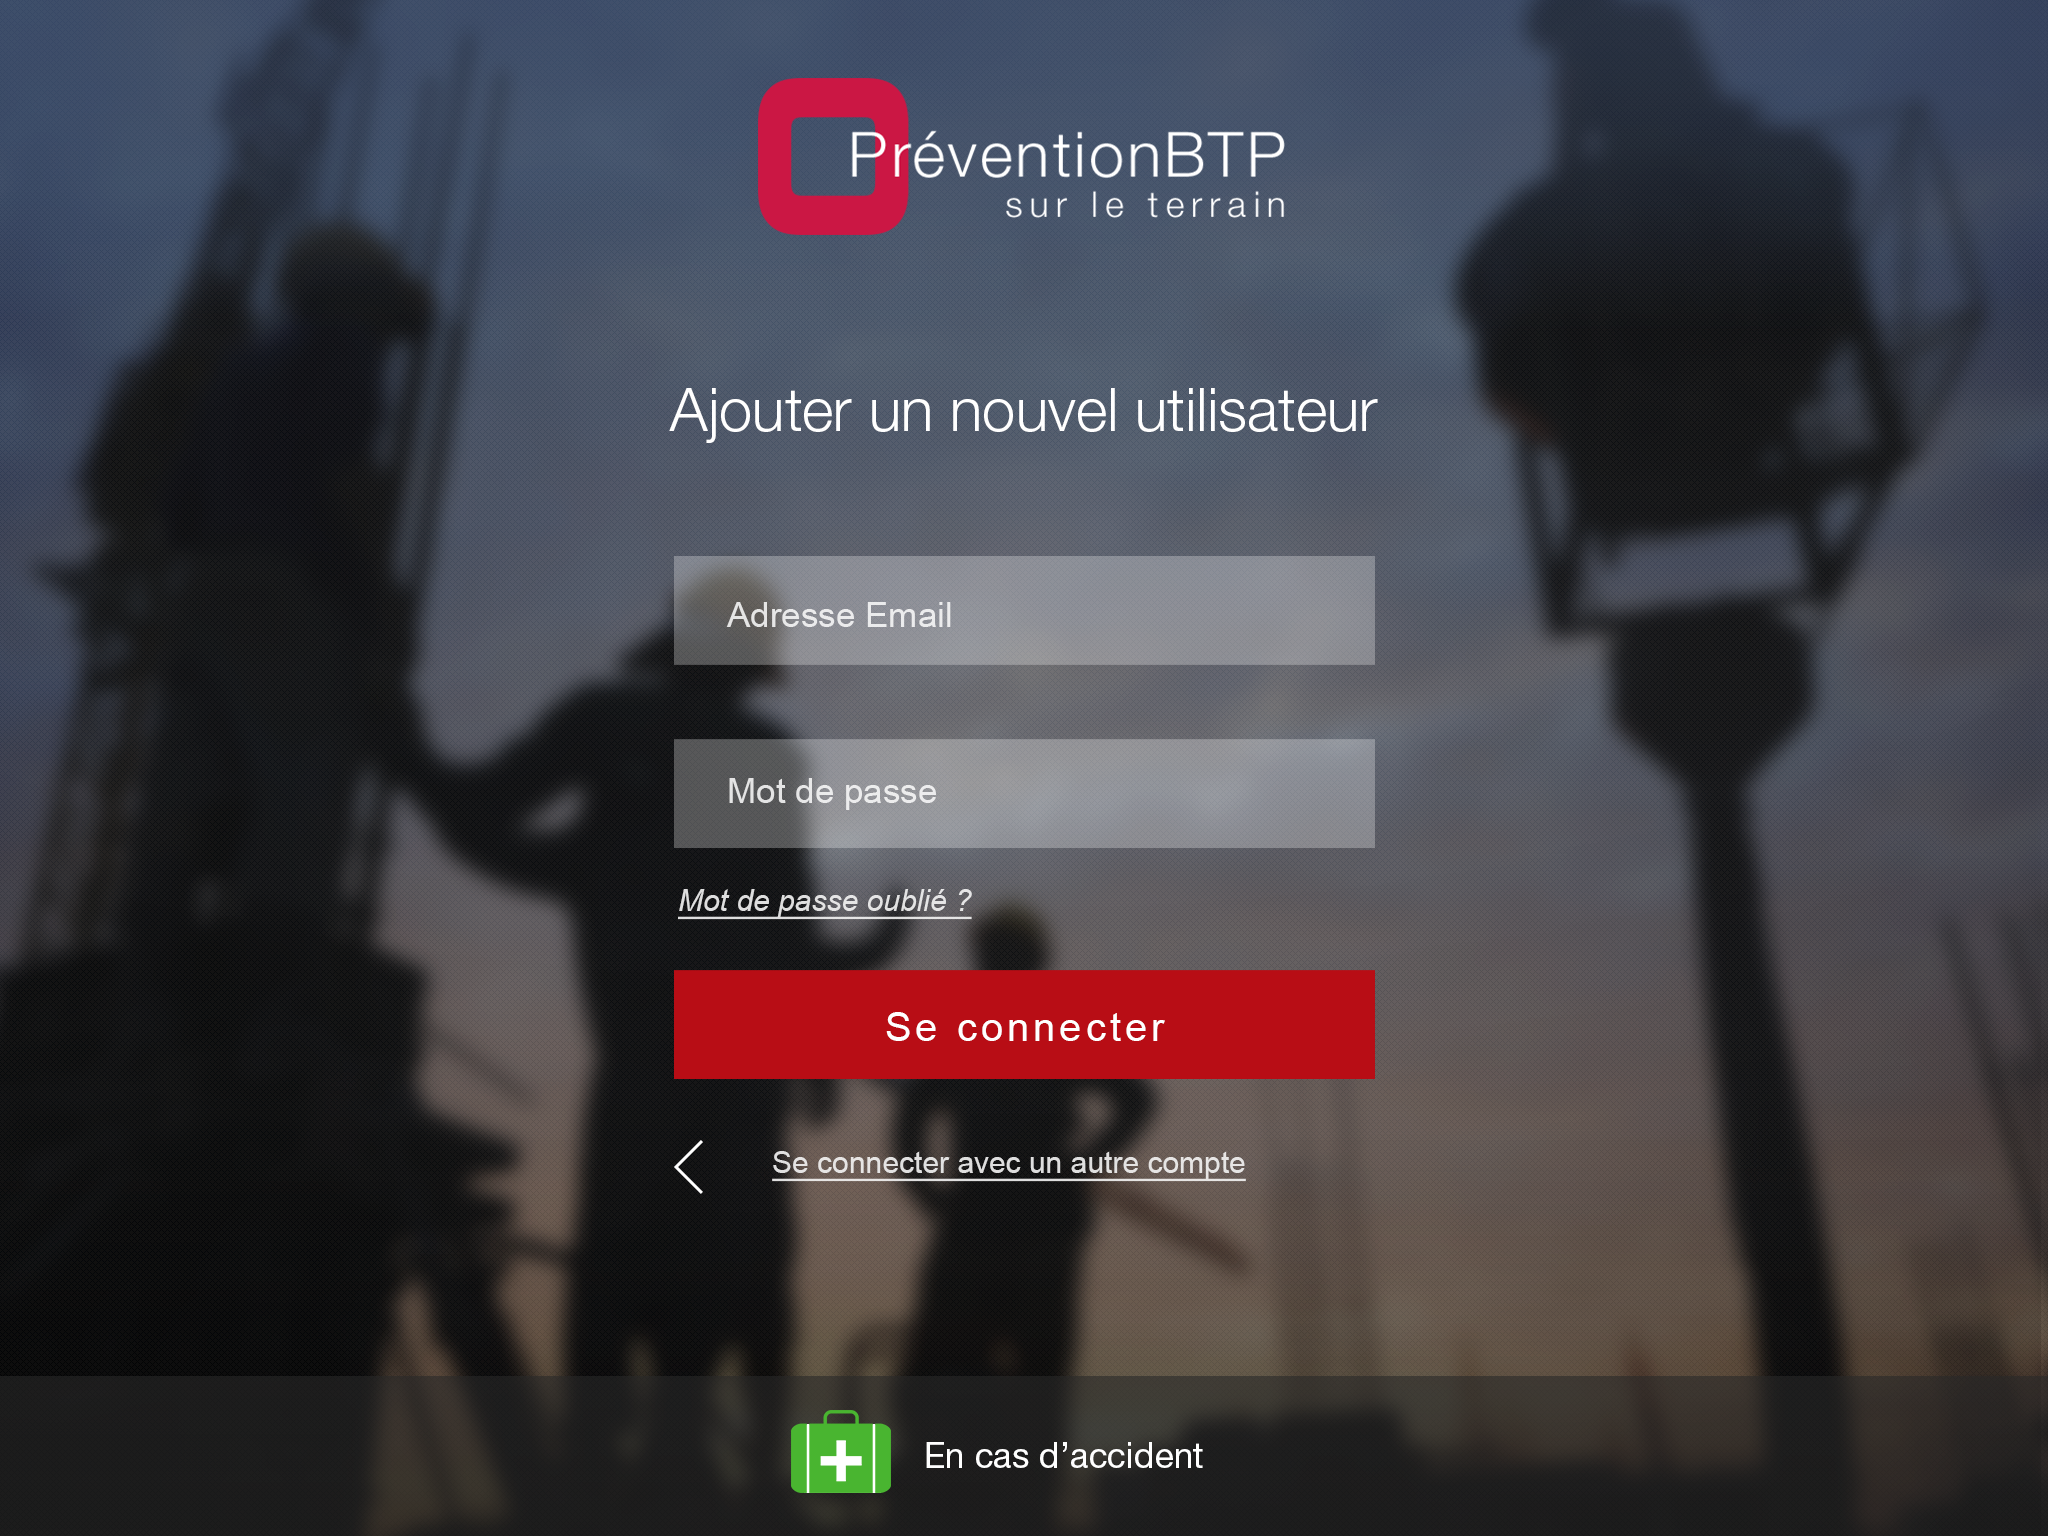 PréventionBTP
sur le terrain
Ajouter un nouvel utilisateur
Adresse Email
Mot de passe
Mot de passe oublié ?
Se connecter
Se connecter avec un autre compte
En cas d’accident